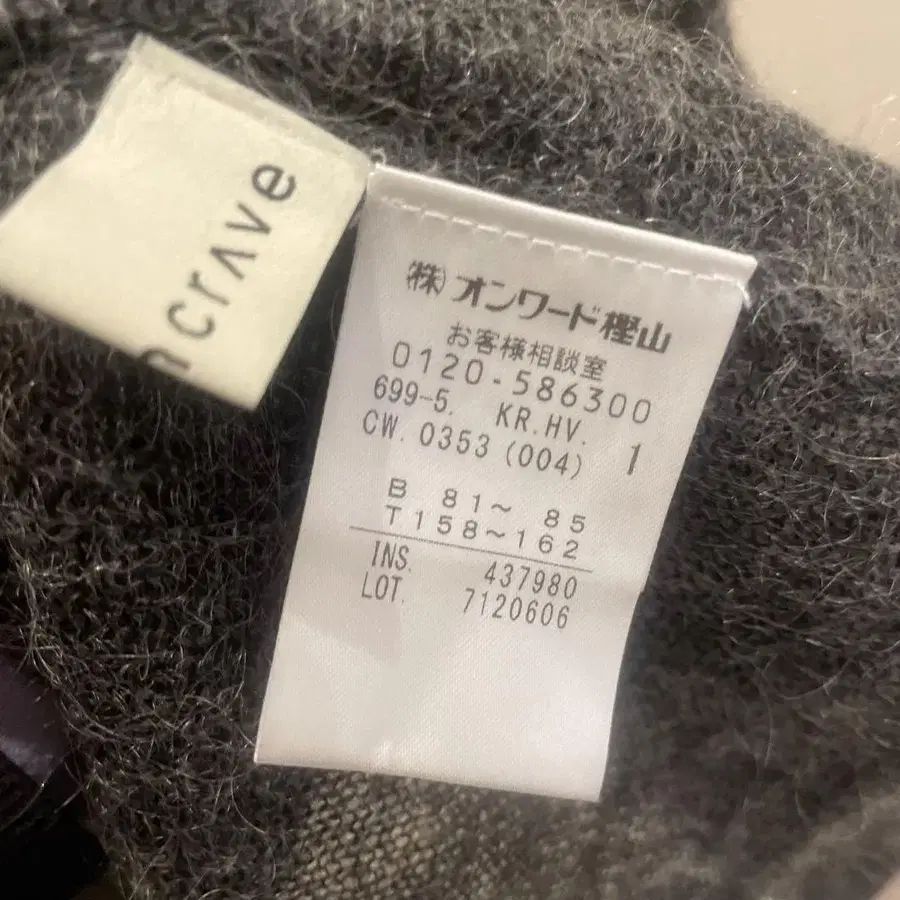 ncrave
(株)オンワード樫山
お客様相談室
0120-586300
699-5. KR.HV.
CW. 0353 (004) 1
B 81～ 85
T158～162
INS. 437980
LOT. 7120606